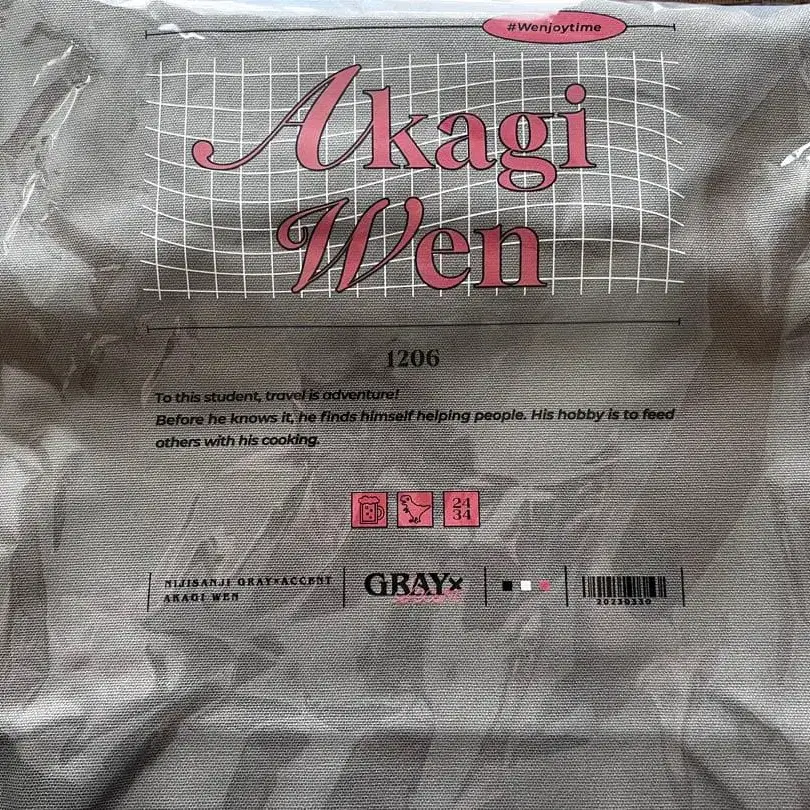 #Wenjoytime
Akagi
Wen
1206
To this student, travel is adventure!
Before he knows it, he finds himself helping people. His hobby is to feed
others with his cooking.
24
34
NIJISANJI GRAY×ACCENT
AKAGI WEN
GRAY×
accent
20230330